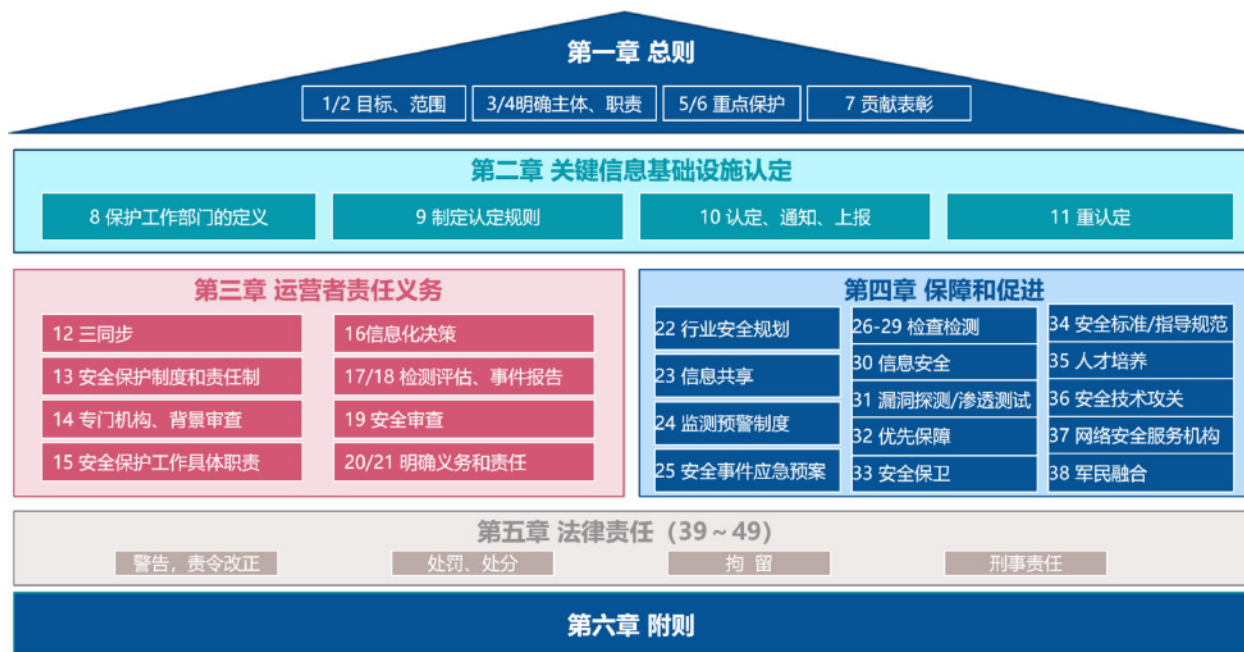 第一章 总则
1/2 目标、范围
3/4明确主体、职责
5/6 重点保护
7 贡献表彰
第二章 关键信息基础设施认定
8 保护工作部门的定义
9 制定认定规则
10 认定、通知、上报
11 重认定
第三章 运营者责任义务
12 三同步
13 安全保护制度和责任制
14 专门机构、背景审查
15 安全保护工作具体职责
16信息化决策
17/18 检测评估、事件报告
19 安全审查
20/21 明确义务和责任
第四章 保障和促进
22 行业安全规划
23 信息共享
24 监测预警制度
25 安全事件应急预案
26-29 检查检测
30 信息安全
31 漏洞探测/渗透测试
32 优先保障
33 安全保卫
34 安全标准/指导规范
35 人才培养
36 安全技术攻关
37 网络安全服务机构
38 军民融合
第五章 法律责任（39～49）
警告，责令改正
处罚、处分
拘 留
刑事责任
第六章 附则